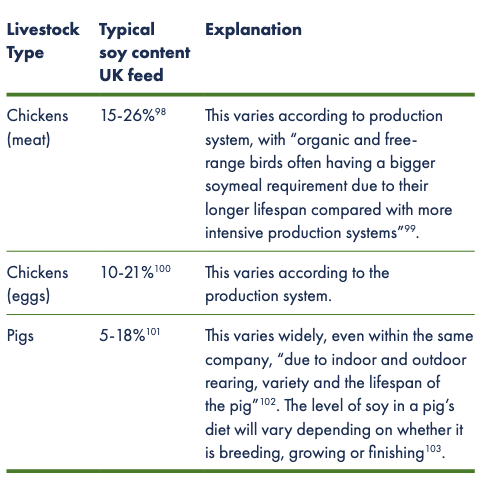 Livestock Type
Typical soy content UK feed
Explanation
Chickens (meat)
15-26%⁹⁸
This varies according to production
system, with “organic and free-
range birds often having a bigger
soymeal requirement due to their
longer lifespan compared with more
intensive production systems”⁹⁹.
Chickens (eggs)
10-21%¹⁰⁰
This varies according to the
production system.
Pigs
5-18%¹⁰¹
This varies widely, even within the same
company, “due to indoor and outdoor
rearing, variety and the lifespan of
the pig”¹⁰². The level of soy in a pig’s
diet will vary depending on whether it
is breeding, growing or finishing¹⁰³.